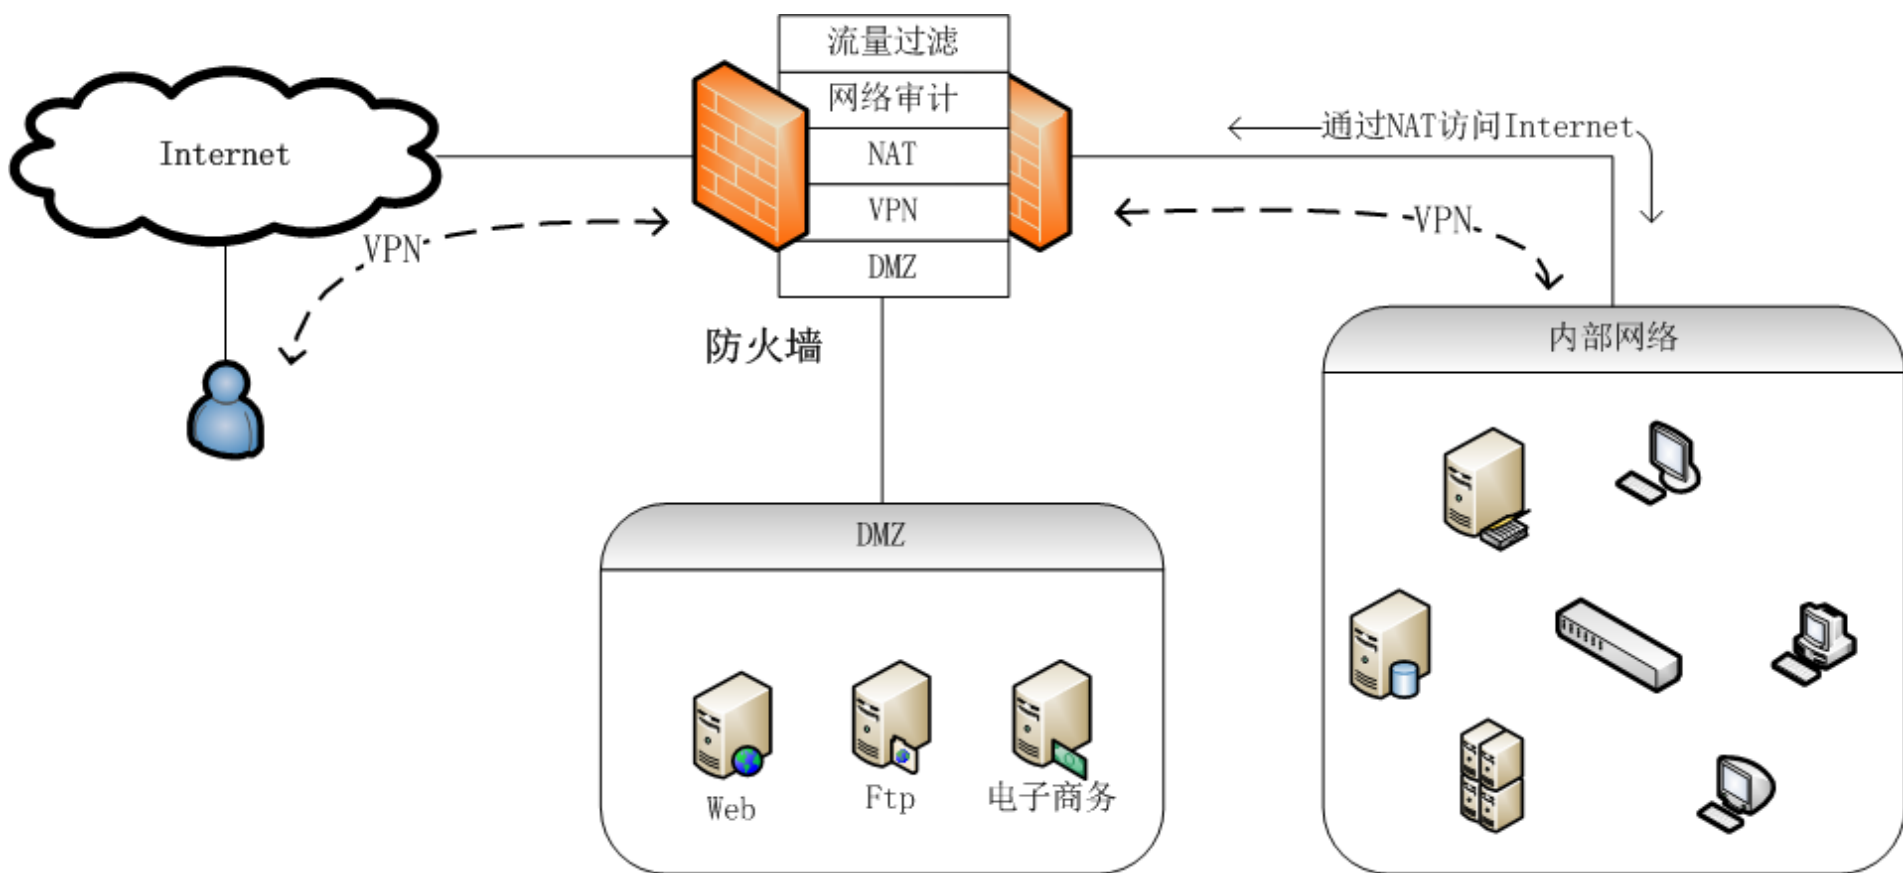 流量过滤
网络审计
NAT
VPN
DMZ
Internet
通过NAT访问Internet
VPN
VPN
防火墙
内部网络
DMZ
Web
Ftp
电子商务